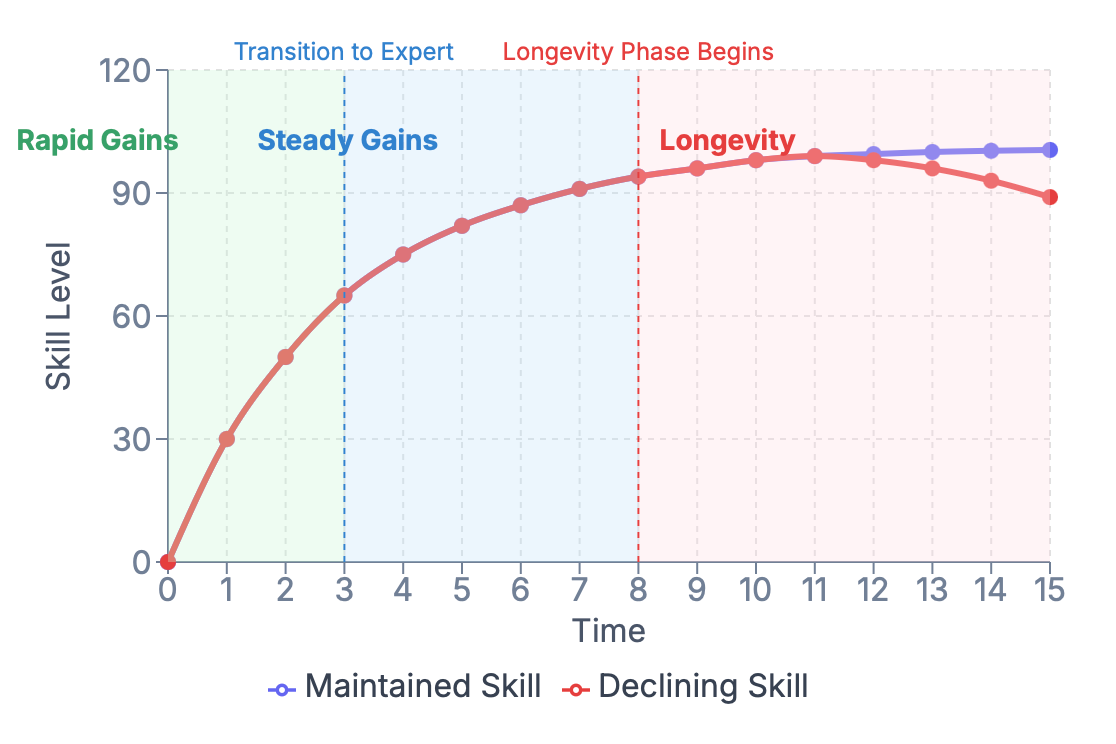 Transition to Expert Longevity Phase Begins
120
Rapid Gains Steady Gains Longevity
90
Skill Level
60
30
0
0 1 2 3 4 5 6 7 8 9 10 11 12 13 14 15
Time
Maintained Skill Declining Skill